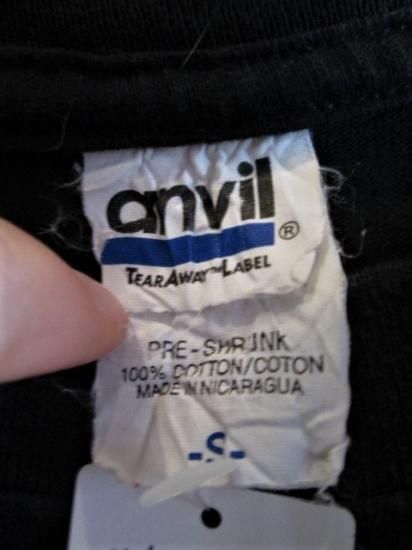 anvil®
TEARAWAY™LABEL
PRE-SHRUNK
100% COTTON/COTON
MADE IN NICARAGUA
-S-